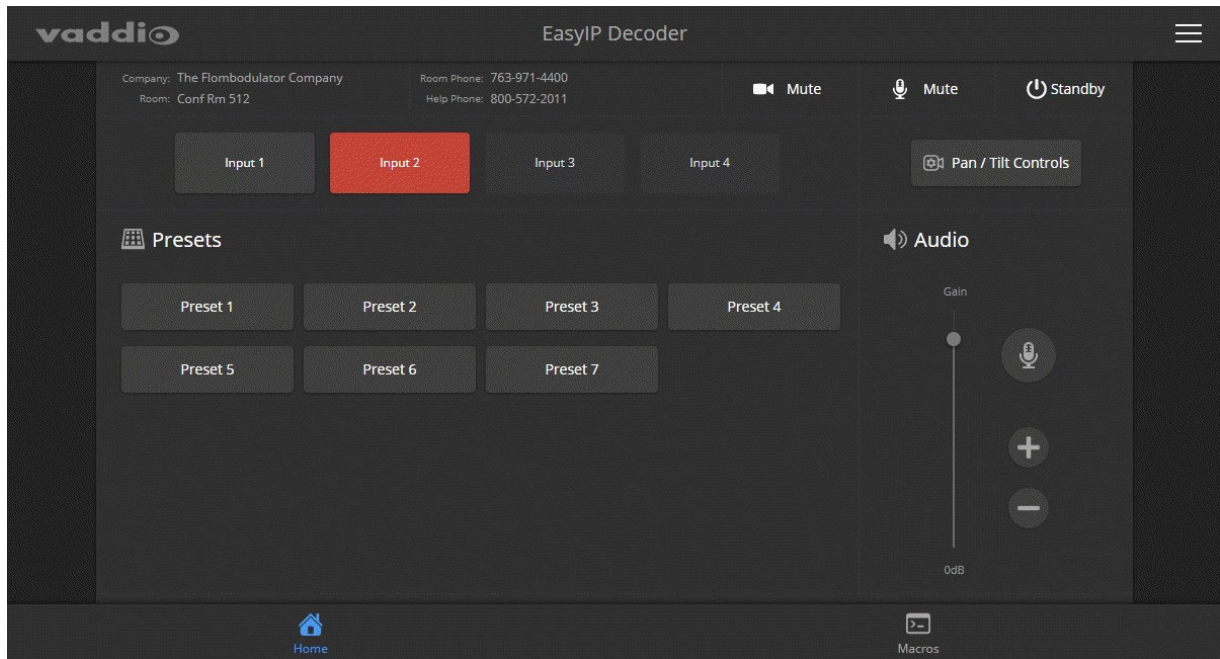 vaddio
EasyIP Decoder
Company: The Flombodulator Company
Room: Conf Rm 512
Room Phone: 763-971-4400
Help Phone: 800-572-2011
Mute
Mute
Standby
Input 1
Input 2
Input 3
Input 4
Pan / Tilt Controls
Presets
Audio
Preset 1
Preset 2
Preset 3
Preset 4
Preset 5
Preset 6
Preset 7
Gain
0dB
Home
Macros